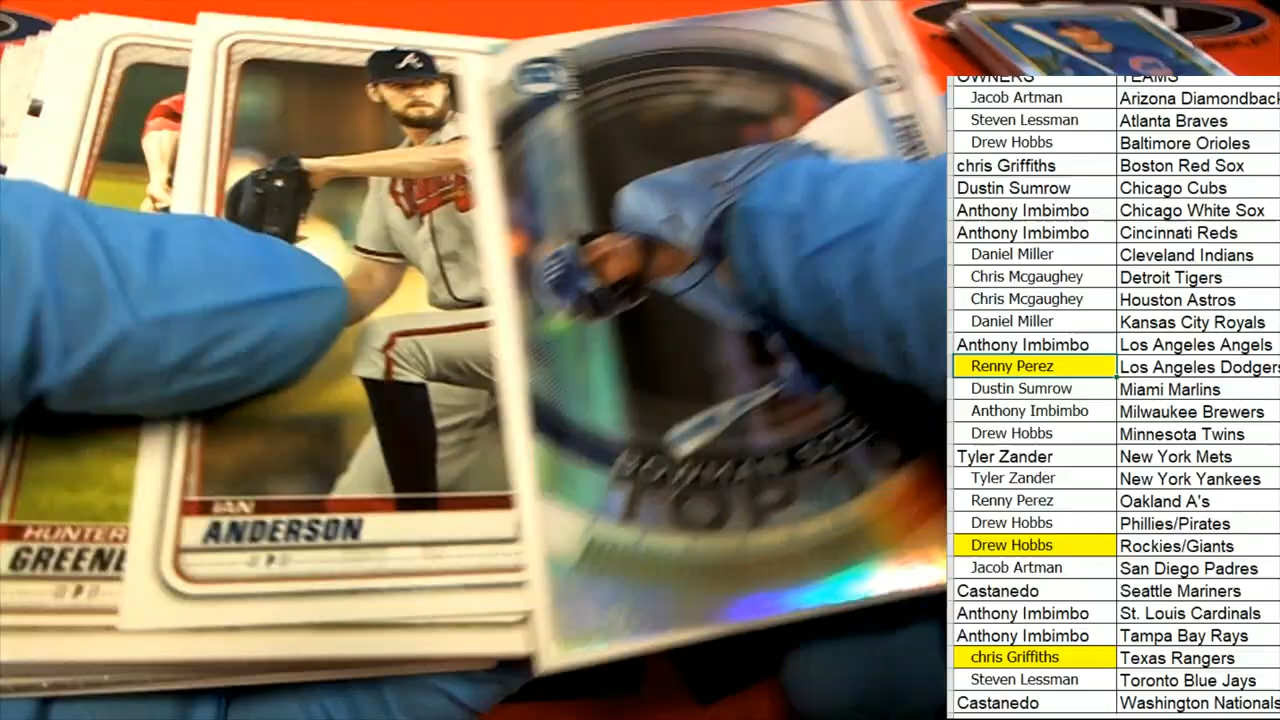 OWNERS TEAMS
Jacob Artman Arizona Diamondback
Steven Lessman Atlanta Braves
Drew Hobbs Baltimore Orioles
chris Griffiths Boston Red Sox
Dustin Sumrow Chicago Cubs
Anthony Imbimbo Chicago White Sox
Anthony Imbimbo Cincinnati Reds
Daniel Miller Cleveland Indians
Chris Mcgaughey Detroit Tigers
Chris Mcgaughey Houston Astros
Daniel Miller Kansas City Royals
Anthony Imbimbo Los Angeles Angels
Renny Perez Los Angeles Dodgers
Dustin Sumrow Miami Marlins
Anthony Imbimbo Milwaukee Brewers
Drew Hobbs Minnesota Twins
Tyler Zander New York Mets
Tyler Zander New York Yankees
Renny Perez Oakland A's
Drew Hobbs Phillies/Pirates
Drew Hobbs Rockies/Giants
Jacob Artman San Diego Padres
Castanedo Seattle Mariners
Anthony Imbimbo St. Louis Cardinals
Anthony Imbimbo Tampa Bay Rays
chris Griffiths Texas Rangers
Steven Lessman Toronto Blue Jays
Castanedo Washington Nationals
A
IAN
ANDERSON
HUNTER
GREENE
BOWMAN SCOUTS
TOP